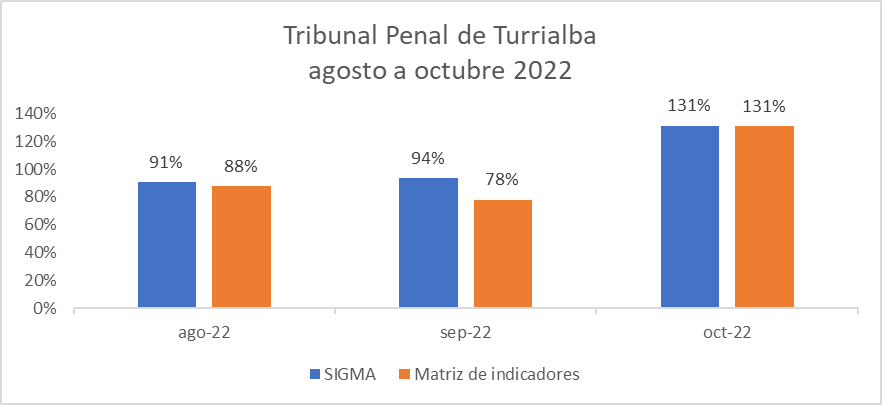 Tribunal Penal de Turrialba
agosto a octubre 2022
140%
120%
100%
80%
60%
40%
20%
0%
91%
88%
94%
78%
131%
131%
ago-22
sep-22
oct-22
SIGMA
Matriz de indicadores